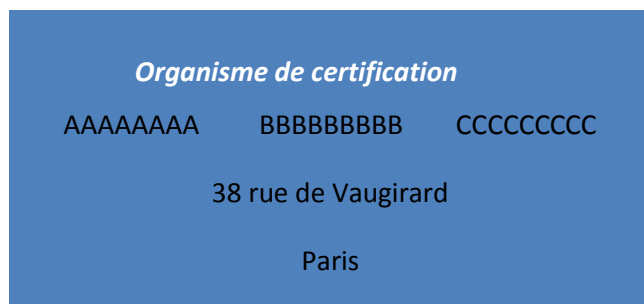 Organisme de certification
AAAAAAAA BBBBBBBBB CCCCCCCCC
38 rue de Vaugirard
Paris